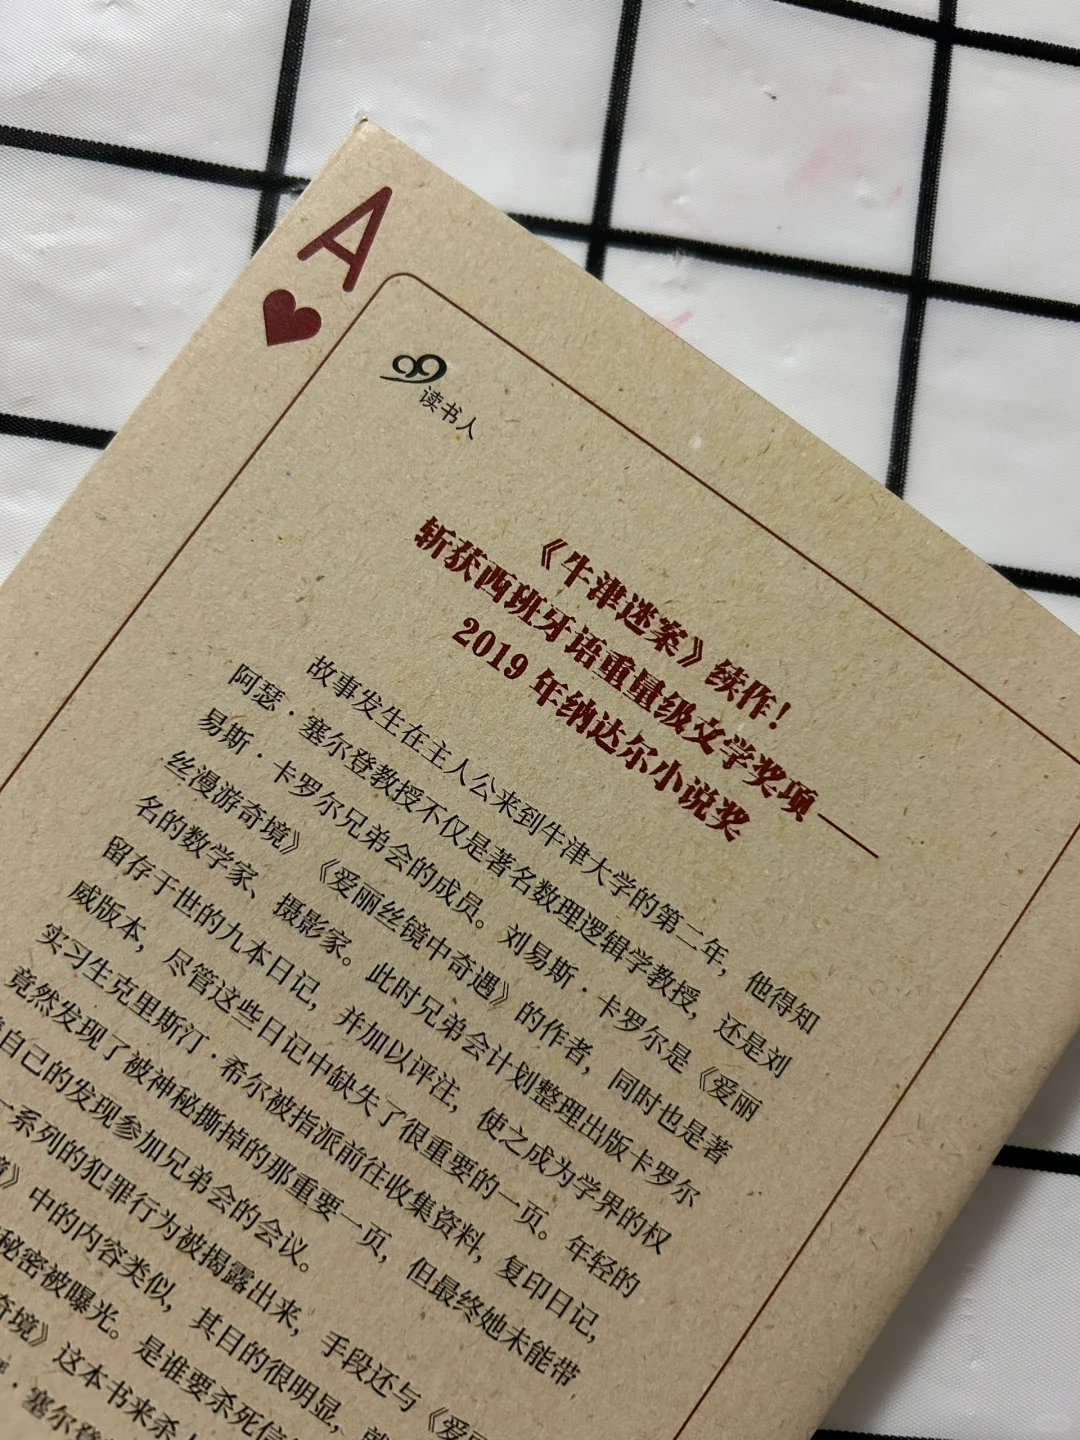 A
99
读书人
《牛津迷案》续作！
斩获西班牙语重量级文学奖项——
2019 年纳达尔小说奖
故事发生在主人公来到牛津大学的第二年，他得知
阿瑟·塞尔登教授不仅是著名数理逻辑学教授，还是刘
易斯·卡罗尔兄弟会的成员。刘易斯·卡罗尔是《爱丽
丝漫游奇境》《爱丽丝镜中奇遇》的作者，同时也是著
名的数学家、摄影家。此时兄弟会计划整理出版卡罗尔
留存于世的九本日记，并加以评注，使之成为学界的权
威版本，尽管这些日记中缺失了很重要的一页。年轻的
实习生克里斯汀·希尔被指派前往收集资料，复印日记，
竟然发现了被神秘撕掉的那重要一页，但最终她未能带
自己的发现参加兄弟会的会议。
一系列的犯罪行为被揭露出来，手段还与《爱丽
境》中的内容类似，其目的很明显，就
秘密被曝光。是谁要杀死
奇境》这本书来杀
·塞尔登